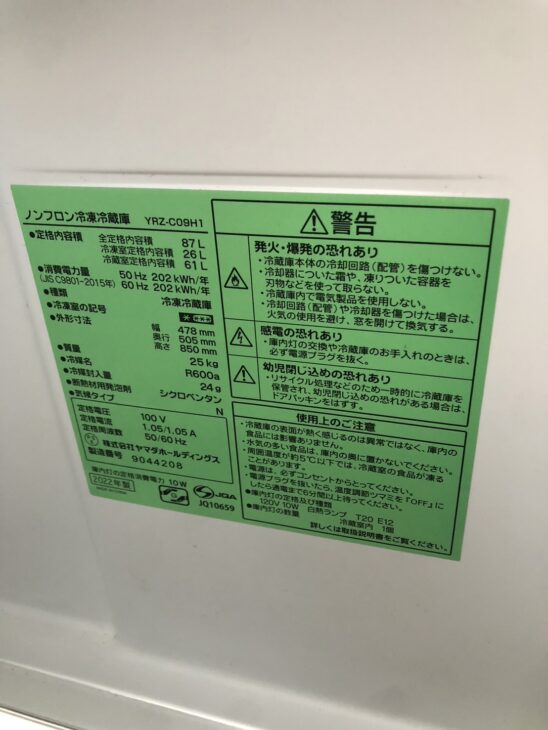 ノンフロン冷凍冷蔵庫 YRZ-C09H1
•定格内容積 全定格内容積 87 L
冷凍室定格内容積 26 L
冷蔵室定格内容積 61 L
•消費電力量 50 Hz 202 kWh/年
(JIS C9801-2015年) 60 Hz 202 kWh/年
•種類 冷凍冷蔵庫
•冷凍室の記号
•外形寸法 幅 478 mm
奥行 505 mm
高さ 850 mm
•質量 25 kg
•冷媒名 R600a
•冷媒封入量 24 g
•断熱材用発泡剤 シクロペンタン
•気候タイプ N
定格電圧 100 V
定格電流 1.05/1.05 A
定格周波数 50/60 Hz
株式会社ヤマダホールディングス
製造番号 9044208
庫内灯の定格消費電力 10W
2022年製
JGA
JQ10659
警告
発火・爆発の恐れあり
・冷蔵庫本体の冷却回路(配管)を傷つけない。
・冷却器についた霜や、凍りついた容器を
刃物などを使って取らない。
・冷蔵庫内で電気製品を使用しない。
・冷却回路(配管)や冷却器を傷つけた場合は、
火気の使用を避け、窓を開けて換気する。
感電の恐れあり
・庫内灯の交換や冷蔵庫のお手入れのときは、
必ず電源プラグを抜く。
幼児閉じ込めの恐れあり
・リサイクル処理などのため一時的に冷蔵庫を
保管され、幼児閉じ込めの恐れがある場合は、
ドアパッキンをはずす。
使用上のご注意
・冷蔵庫の表面が熱く感じるのは異常ではなく、庫内の
食品には影響ありません。
・水気の多い食品は、庫内の奥に置かないでください。
・周囲温度が約5℃以下では、冷蔵室の食品が凍る
ことがあります。
・電源は、必ずコンセントからとってください。
・電源プラグを抜いたら、温度調節ツマミを「OFF」に
したら通電まで6分間以上待ってください。
•庫内灯の定格及び種類
120V 10W 白熱ランプ T20 E12
•庫内灯の数量 冷蔵室内 1個
詳しくは取扱説明書をご覧ください。